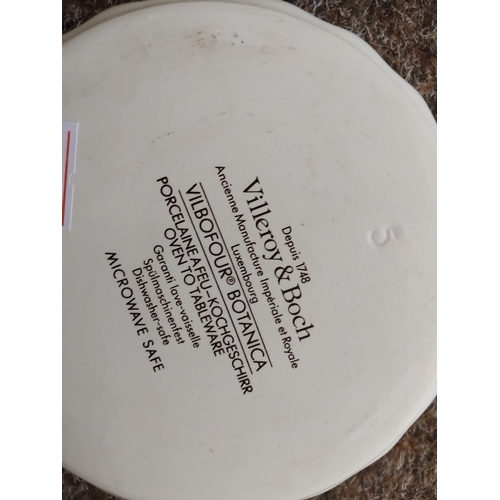 Depuis 1748
Villeroy & Boch
Ancienne Manufacture Impériale et Royale
Luxembourg
VILBOFOUR® BOTANICA
PORCELAINE A FEU-KOCHGESCHIRR
OVEN TO TABLEWARE
Garanti lave-vaisselle
Spülmaschinenfest
Dishwasher-safe
MICROWAVE SAFE
5